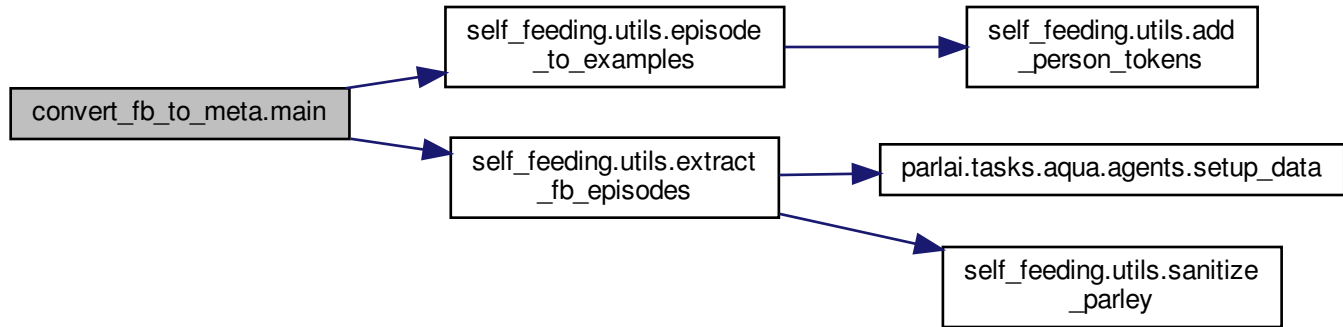 convert_fb_to_meta.main
self_feeding.utils.episode
_to_examples
self_feeding.utils.add
_person_tokens
self_feeding.utils.extract
_fb_episodes
parlai.tasks.aqua.agents.setup_data
self_feeding.utils.sanitize
_parley